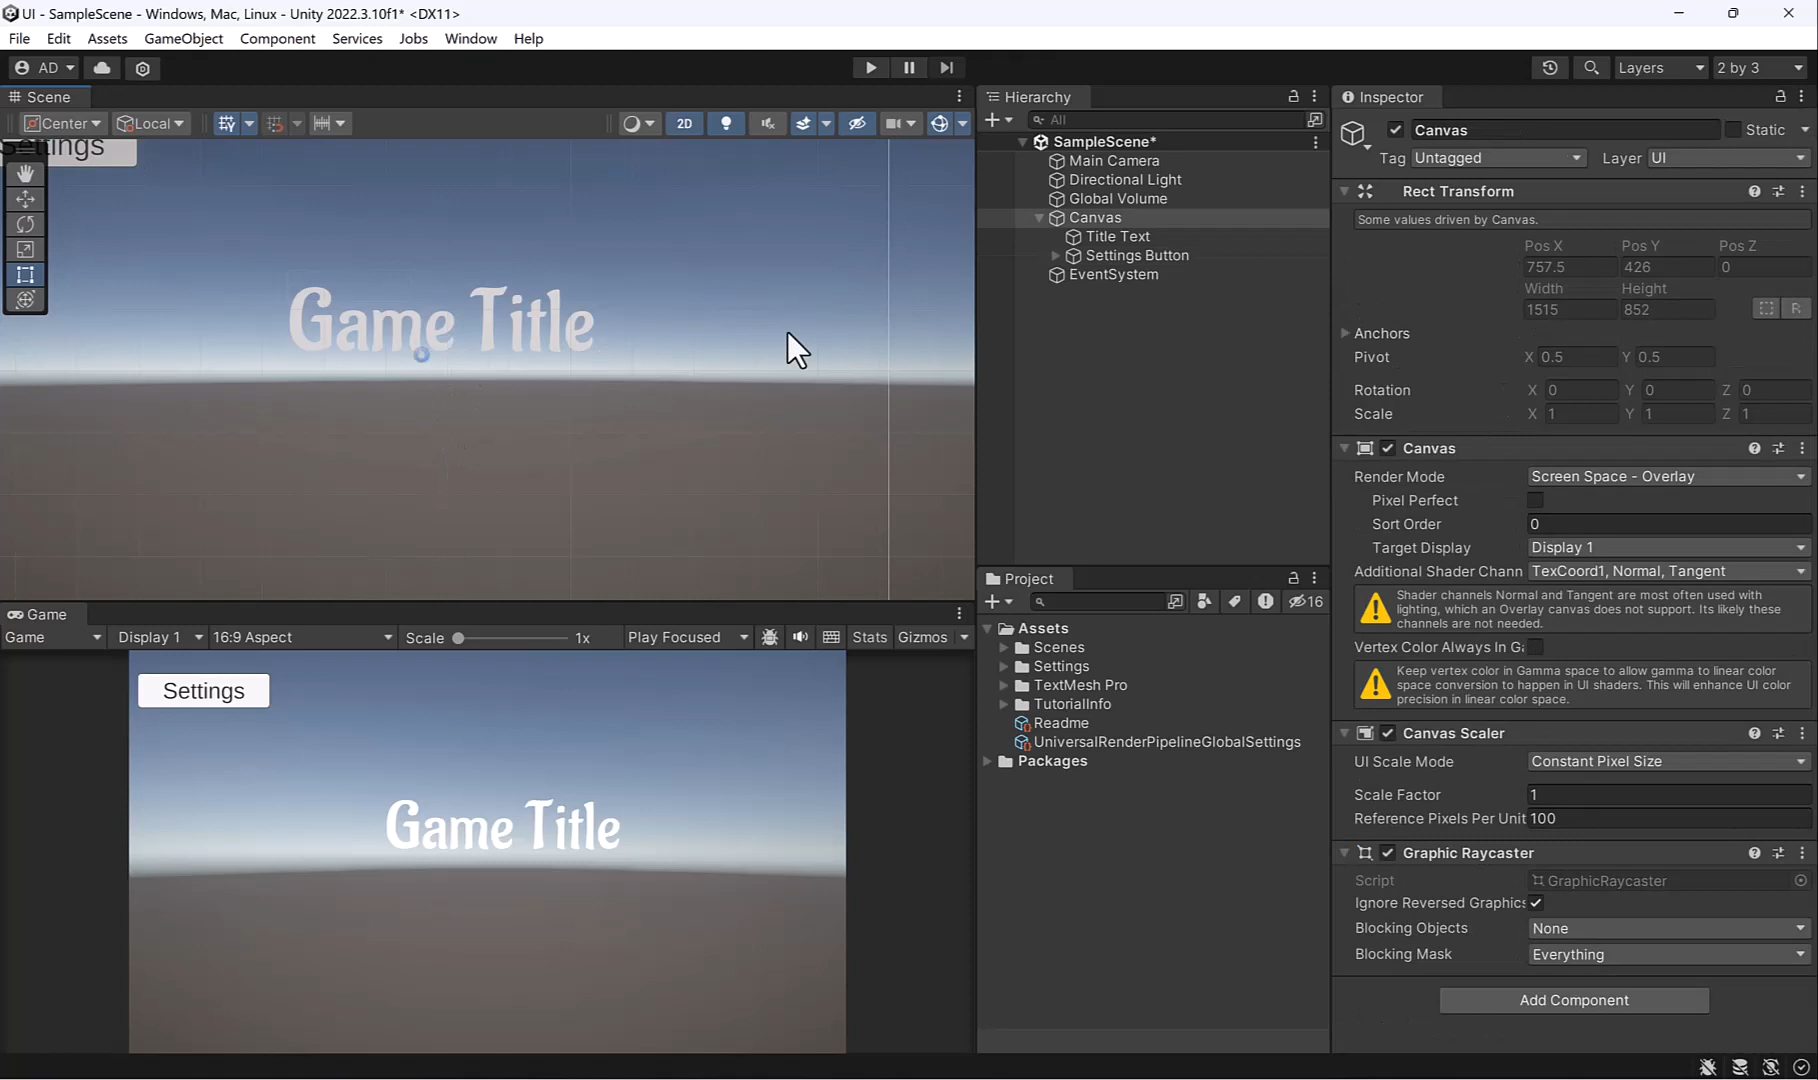 UI - SampleScene - Windows, Mac, Linux - Unity 2022.3.10f1* <DX11>
File Edit Assets GameObject Component Services Jobs Window Help
AD Layers 2 by 3
Scene
Center Local 2D
Settings
Game Title
Game
Game Display 1 16:9 Aspect Scale 1x Play Focused Stats Gizmos
Settings
Game Title
Hierarchy
All
SampleScene*
Main Camera
Directional Light
Global Volume
Canvas
Title Text
Settings Button
EventSystem
Project
16
Assets
Scenes
Settings
TextMesh Pro
TutorialInfo
Readme
UniversalRenderPipelineGlobalSettings
Packages
Inspector
Canvas Static
Tag Untagged Layer UI
Rect Transform
Some values driven by Canvas.
Pos X Pos Y Pos Z
757.5 426 0
Width Height
1515 852 R
Anchors
Pivot X 0.5 Y 0.5
Rotation X 0 Y 0 Z 0
Scale X 1 Y 1 Z 1
Canvas
Render Mode Screen Space - Overlay
Pixel Perfect
Sort Order 0
Target Display Display 1
Additional Shader Chann TexCoord1, Normal, Tangent
Shader channels Normal and Tangent are most often used with
lighting, which an Overlay canvas does not support. Its likely these
channels are not needed.
Vertex Color Always In Ga
Keep vertex color in Gamma space to allow gamma to linear color
space conversion to happen in UI shaders. This will enhance UI color
precision in linear color space.
Canvas Scaler
UI Scale Mode Constant Pixel Size
Scale Factor 1
Reference Pixels Per Unit 100
Graphic Raycaster
Script GraphicRaycaster
Ignore Reversed Graphics
Blocking Objects None
Blocking Mask Everything
Add Component